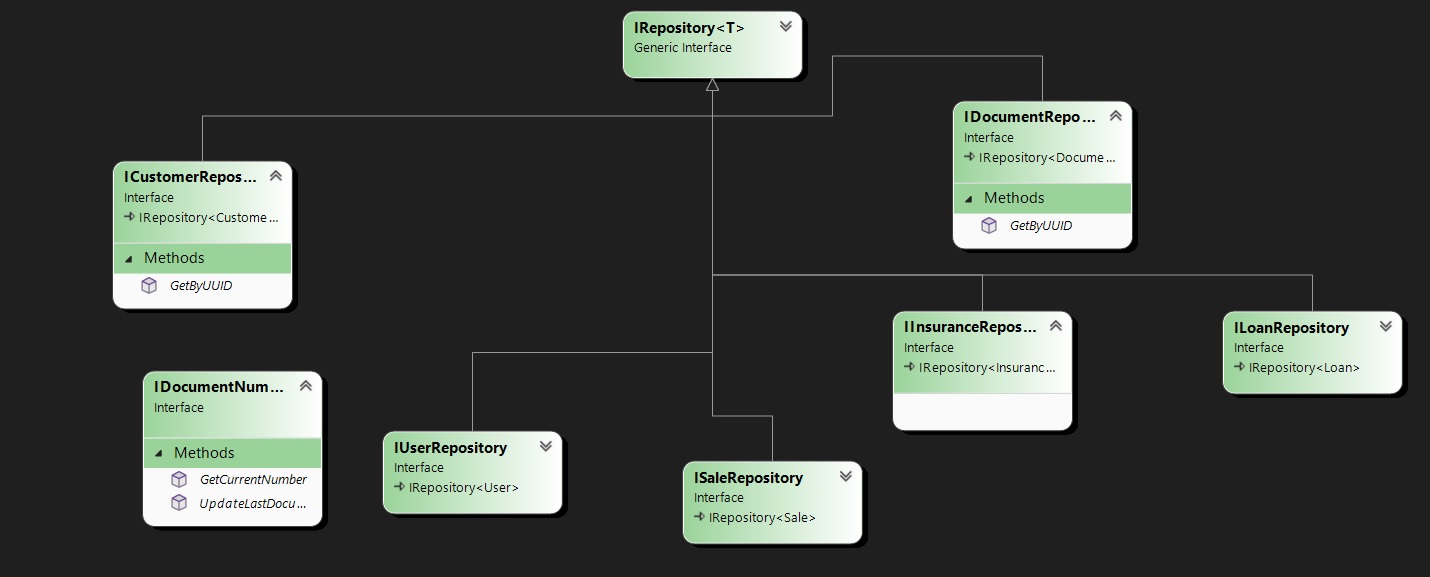 IRepository<T>
Generic Interface
IDocumentRepo...
Interface
IRepository<Docume...
Methods
GetByUUID
ICustomerRepos...
Interface
IRepository<Custome...
Methods
GetByUUID
IInsuranceRepos...
Interface
IRepository<Insuranc...
ILoanRepository
Interface
IRepository<Loan>
IDocumentNum...
Interface
Methods
GetCurrentNumber
UpdateLastDocu...
IUserRepository
Interface
IRepository<User>
ISaleRepository
Interface
IRepository<Sale>